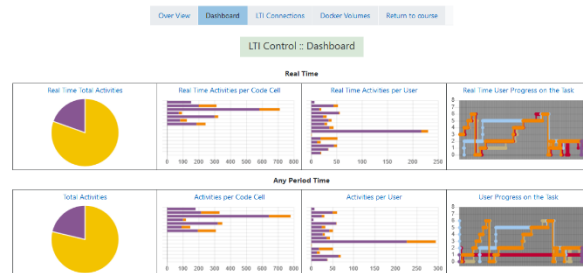 Over View Dashboard LTI Connections Docker Volumes Return to course
LTI Control :: Dashboard
Real Time
Real Time Total Activities Real Time Activities per Code Cell Real Time Activities per User Real Time User Progress on the Task
8
7
6
5
4
3
2
1
0
0 100 200 300 400 500 600 700 800
0 50 100 150 200 250
Any Period Time
Total Activities Activities per Code Cell Activities per User User Progress on the Task
8
7
6
5
4
3
2
1
0
0 100 200 300 400 500 600 700 800
0 50 100 150 200 250 300